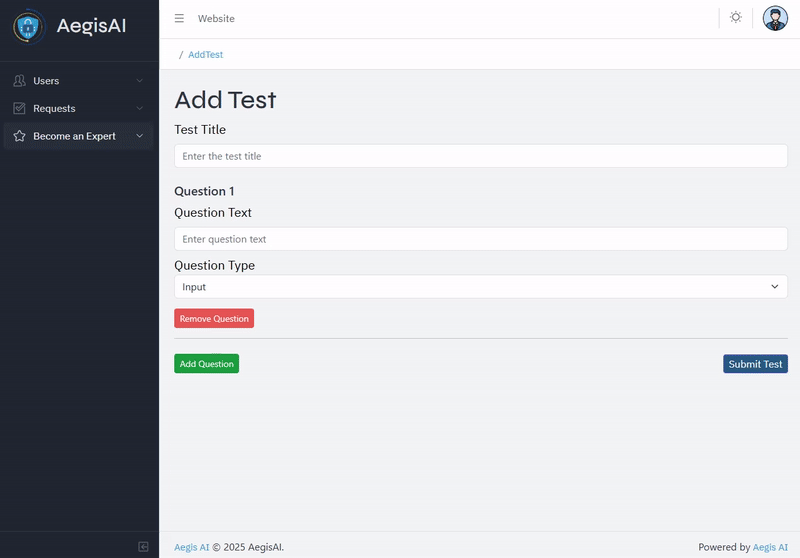 AegisAI
Website
/ AddTest
Users
Requests
Become an Expert
Add Test
Test Title
Enter the test title
Question 1
Question Text
Enter question text
Question Type
Input
Remove Question
Add Question
Submit Test
Aegis AI © 2025 AegisAI.
Powered by Aegis AI